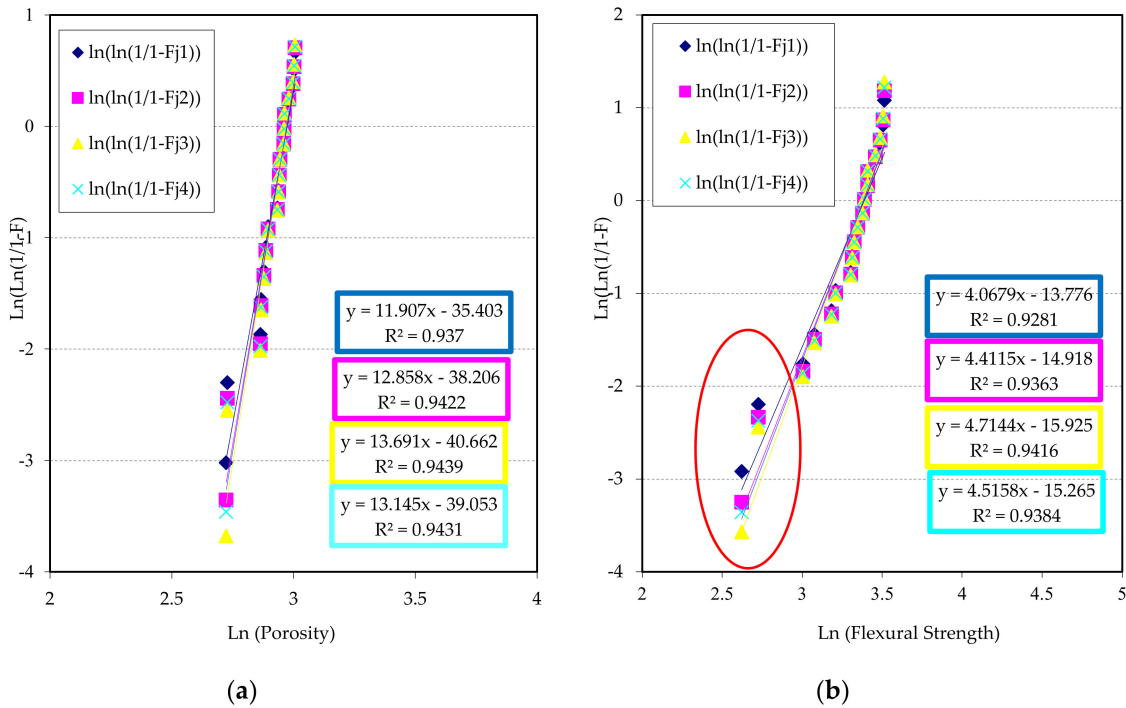 1
0
-1
-2
-3
-4
2
2.5
3
3.5
4
Ln(Ln(1/1-F)
Ln (Porosity)
ln(ln(1/1-Fj1))
ln(ln(1/1-Fj2))
ln(ln(1/1-Fj3))
ln(ln(1/1-Fj4))
y = 11.907x - 35.403
R² = 0.937
y = 12.858x - 38.206
R² = 0.9422
y = 13.691x - 40.662
R² = 0.9439
y = 13.145x - 39.053
R² = 0.9431
(a)
2
1
0
-1
-2
-3
-4
2
2.5
3
3.5
4
4.5
5
Ln(Ln(1/1-F)
Ln (Flexural Strength)
ln(ln(1/1-Fj1))
ln(ln(1/1-Fj2))
ln(ln(1/1-Fj3))
ln(ln(1/1-Fj4))
y = 4.0679x - 13.776
R² = 0.9281
y = 4.4115x - 14.918
R² = 0.9363
y = 4.7144x - 15.925
R² = 0.9416
y = 4.5158x - 15.265
R² = 0.9384
(b)